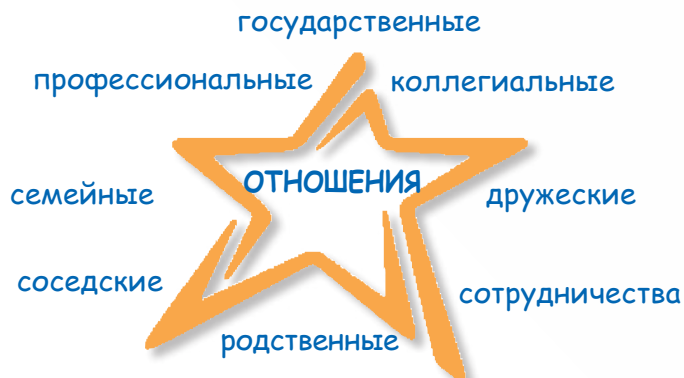 государственные
профессиональные
коллегиальные
ОТНОШЕНИЯ
семейные
дружеские
соседские
сотрудничества
родственные